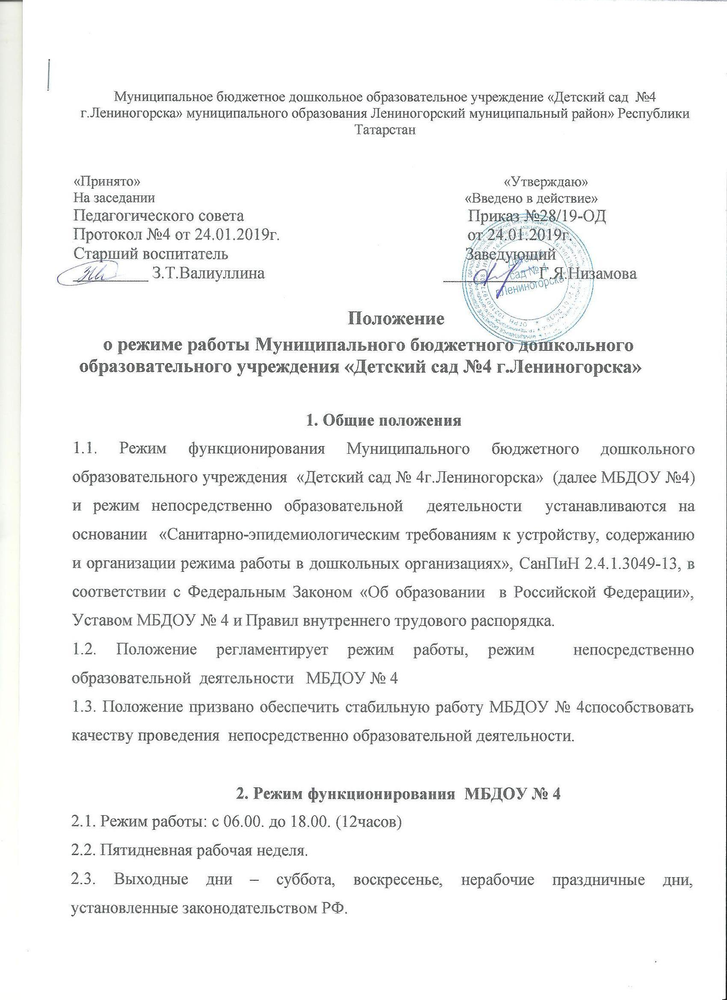 Муниципальное бюджетное дошкольное образовательное учреждение «Детский сад №4
г.Лениногорска» муниципального образования Лениногорский муниципальный район» Республики
Татарстан
«Принято»
На заседании
Педагогического совета
Протокол №4 от 24.01.2019г.
Старший воспитатель
__________ З.Т.Валиуллина
«Утверждаю»
«Введено в действие»
Приказ №28/19-ОД
от 24.01.2019г.
Заведующий
____________ Г.Я.Низамова
Детский
сад № 4
г.Лениногорска
Положение
о режиме работы Муниципального бюджетного дошкольного
образовательного учреждения «Детский сад №4 г.Лениногорска»
1. Общие положения
1.1. Режим функционирования Муниципального бюджетного дошкольного
образовательного учреждения «Детский сад № 4г.Лениногорска» (далее МБДОУ №4)
и режим непосредственно образовательной деятельности устанавливаются на
основании «Санитарно-эпидемиологическим требованиям к устройству, содержанию
и организации режима работы в дошкольных организациях», СанПиН 2.4.1.3049-13, в
соответствии с Федеральным Законом «Об образовании в Российской Федерации»,
Уставом МБДОУ № 4 и Правил внутреннего трудового распорядка.
1.2. Положение регламентирует режим работы, режим непосредственно
образовательной деятельности МБДОУ № 4
1.3. Положение призвано обеспечить стабильную работу МБДОУ № 4способствовать
качеству проведения непосредственно образовательной деятельности.
2. Режим функционирования МБДОУ № 4
2.1. Режим работы: с 06.00. до 18.00. (12часов)
2.2. Пятидневная рабочая неделя.
2.3. Выходные дни – суббота, воскресенье, нерабочие праздничные дни,
установленные законодательством РФ.